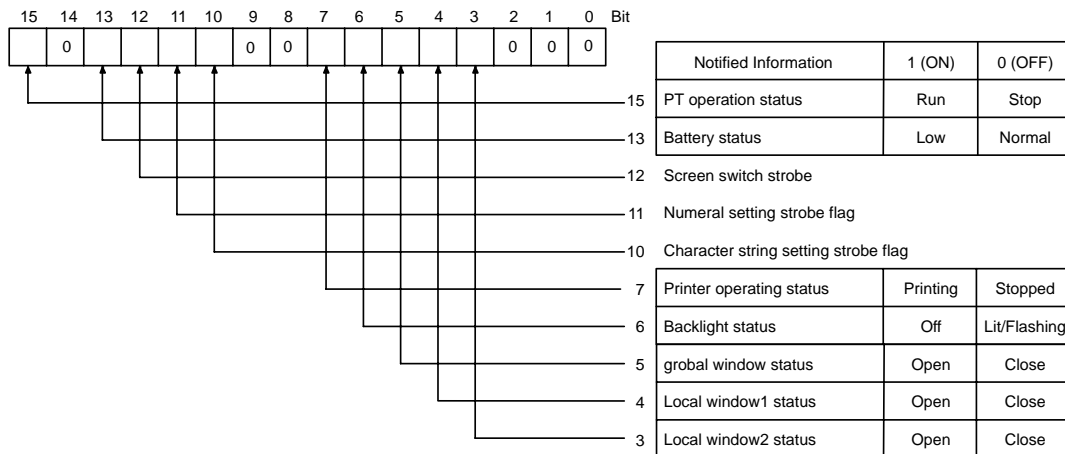 15 14 13 12 11 10 9 8 7 6 5 4 3 2 1 0 Bit
0 0 0 0 0 0
Notified Information 1 (ON) 0 (OFF)
15 PT operation status Run Stop
13 Battery status Low Normal
12 Screen switch strobe
11 Numeral setting strobe flag
10 Character string setting strobe flag
7 Printer operating status Printing Stopped
6 Backlight status Off Lit/Flashing
5 grobal window status Open Close
4 Local window1 status Open Close
3 Local window2 status Open Close